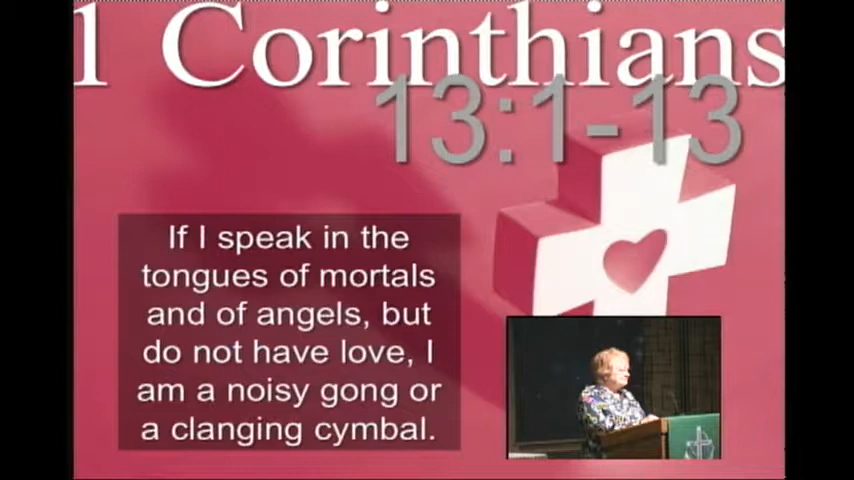 1 Corinthians
13:1-13
If I speak in the
tongues of mortals
and of angels, but
do not have love, I
am a noisy gong or
a clanging cymbal.